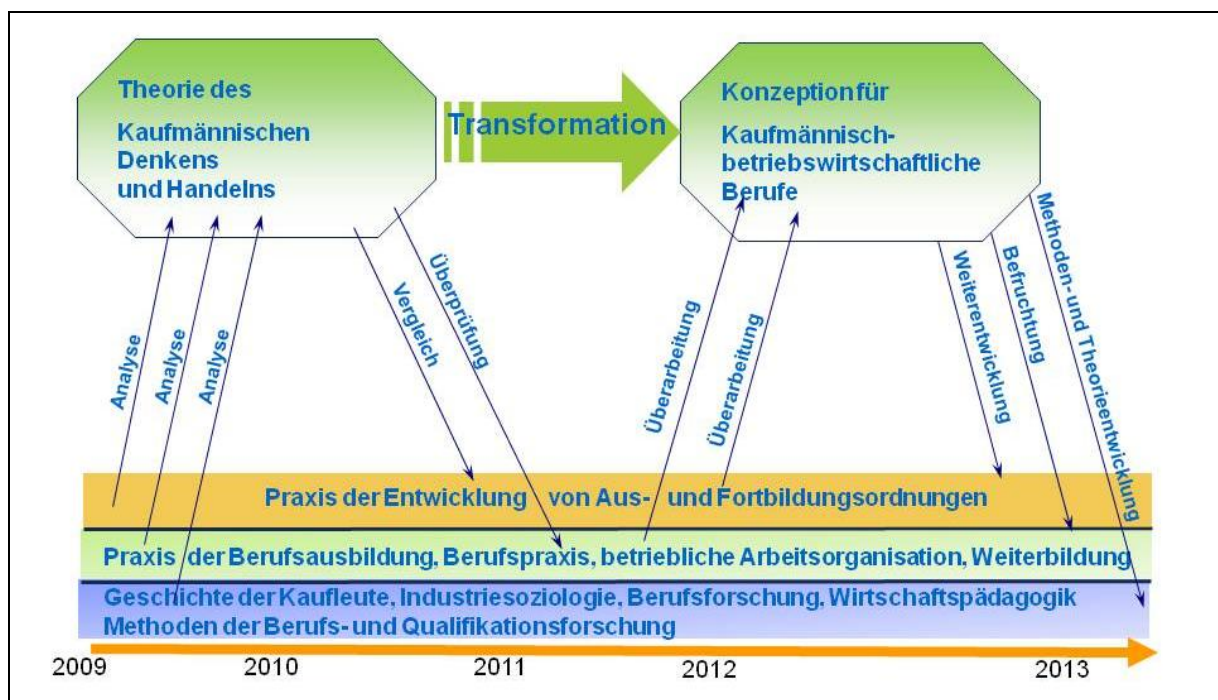 Theorie des
Kaufmännischen
Denkens
und Handelns
Transformation
Konzeption für
Kaufmännisch-
betriebswirtschaftliche
Berufe
Analyse
Analyse
Analyse
Vergleich
Überprüfung
Überarbeitung
Überarbeitung
Weiterentwicklung
Befruchtung
Methoden- und Theorieentwicklung
Praxis der Entwicklung von Aus- und Fortbildungsordnungen
Praxis der Berufsausbildung, Berufspraxis, betriebliche Arbeitsorganisation, Weiterbildung
Geschichte der Kaufleute, Industriesoziologie, Berufsforschung, Wirtschaftspädagogik
Methoden der Berufs- und Qualifikationsforschung
2009 2010 2011 2012 2013